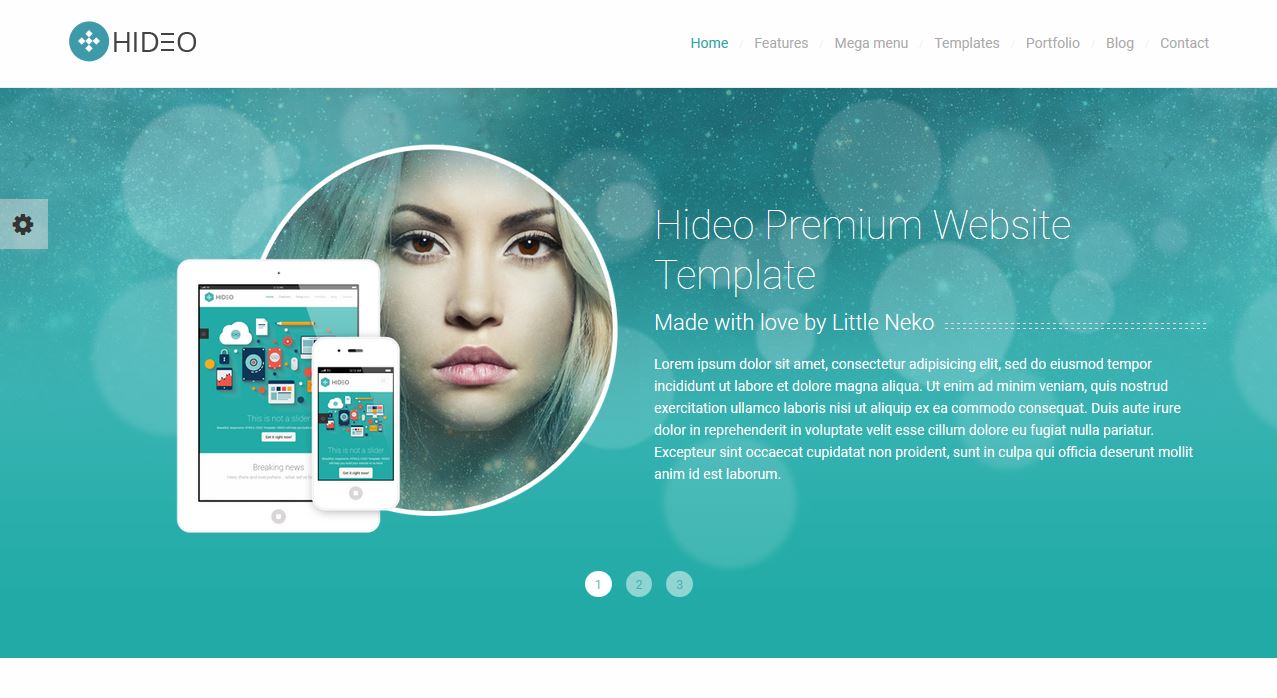 HIDEO
Home / Features / Mega menu / Templates / Portfolio / Blog / Contact
Hideo Premium Website
Template
Made with love by Little Neko
Lorem ipsum dolor sit amet, consectetur adipisicing elit, sed do eiusmod tempor
incididunt ut labore et dolore magna aliqua. Ut enim ad minim veniam, quis nostrud
exercitation ullamco laboris nisi ut aliquip ex ea commodo consequat. Duis aute irure
dolor in reprehenderit in voluptate velit esse cillum dolore eu fugiat nulla pariatur.
Excepteur sint occaecat cupidatat non proident, sunt in culpa qui officia deserunt mollit
anim id est laborum.
HIDEO
This is not a slider
Get it right now!
Breaking news
HIDEO
This is not a slider
Get it right now!
1 2 3